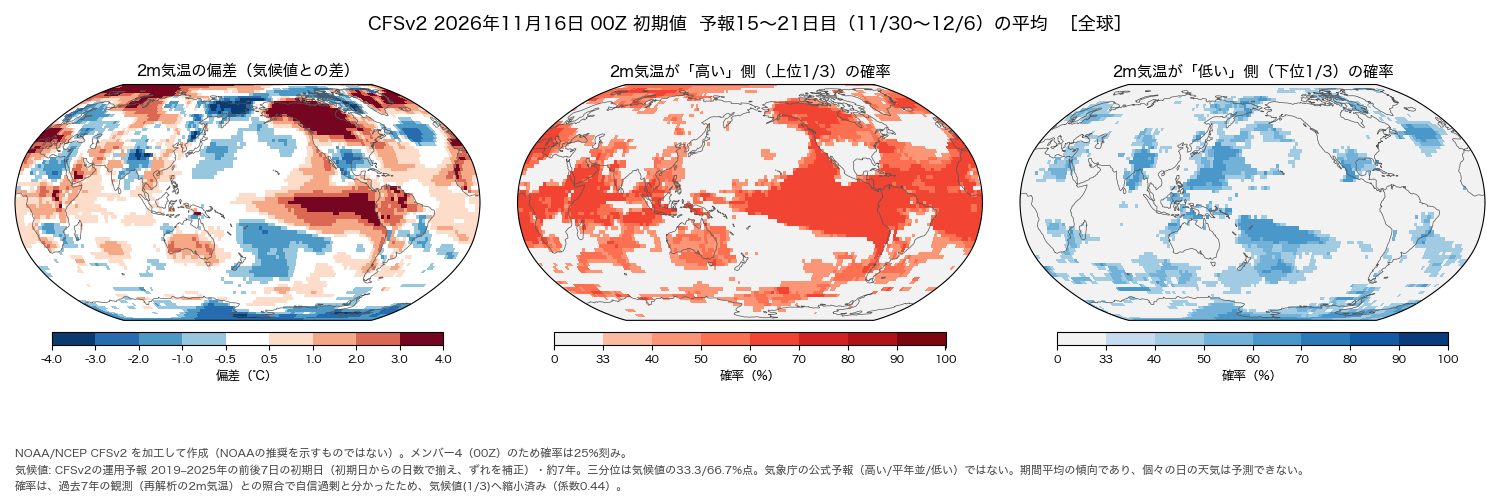 CFSv2 2026年11月16日 00Z 初期値 予報15～21日目（11/30～12/6）の平均 ［全球］
2m気温の偏差（気候値との差）
2m気温が「高い」側（上位1/3）の確率
2m気温が「低い」側（下位1/3）の確率
-4.0 -3.0 -2.0 -1.0 -0.5 0.5 1.0 2.0 3.0 4.0
偏差（℃）
0 33 40 50 60 70 80 90 100
確率（%）
0 33 40 50 60 70 80 90 100
確率（%）
NOAA/NCEP CFSv2 を加工して作成（NOAAの推奨を示すものではない）。メンバー4（00Z）のため確率は25%刻み。
気候値: CFSv2の運用予報 2019–2025年の前後7日の初期日（初期日からの日数で揃え、ずれを補正）・約7年。三分位は気候値の33.3/66.7%点。気象庁の公式予報（高い/平年並/低い）ではない。期間平均の傾向であり、個々の日の天気は予測できない。
確率は、過去7年の観測（再解析の2m気温）との照合で自信過剰と分かったため、気候値(1/3)へ縮小済み（係数0.44）。